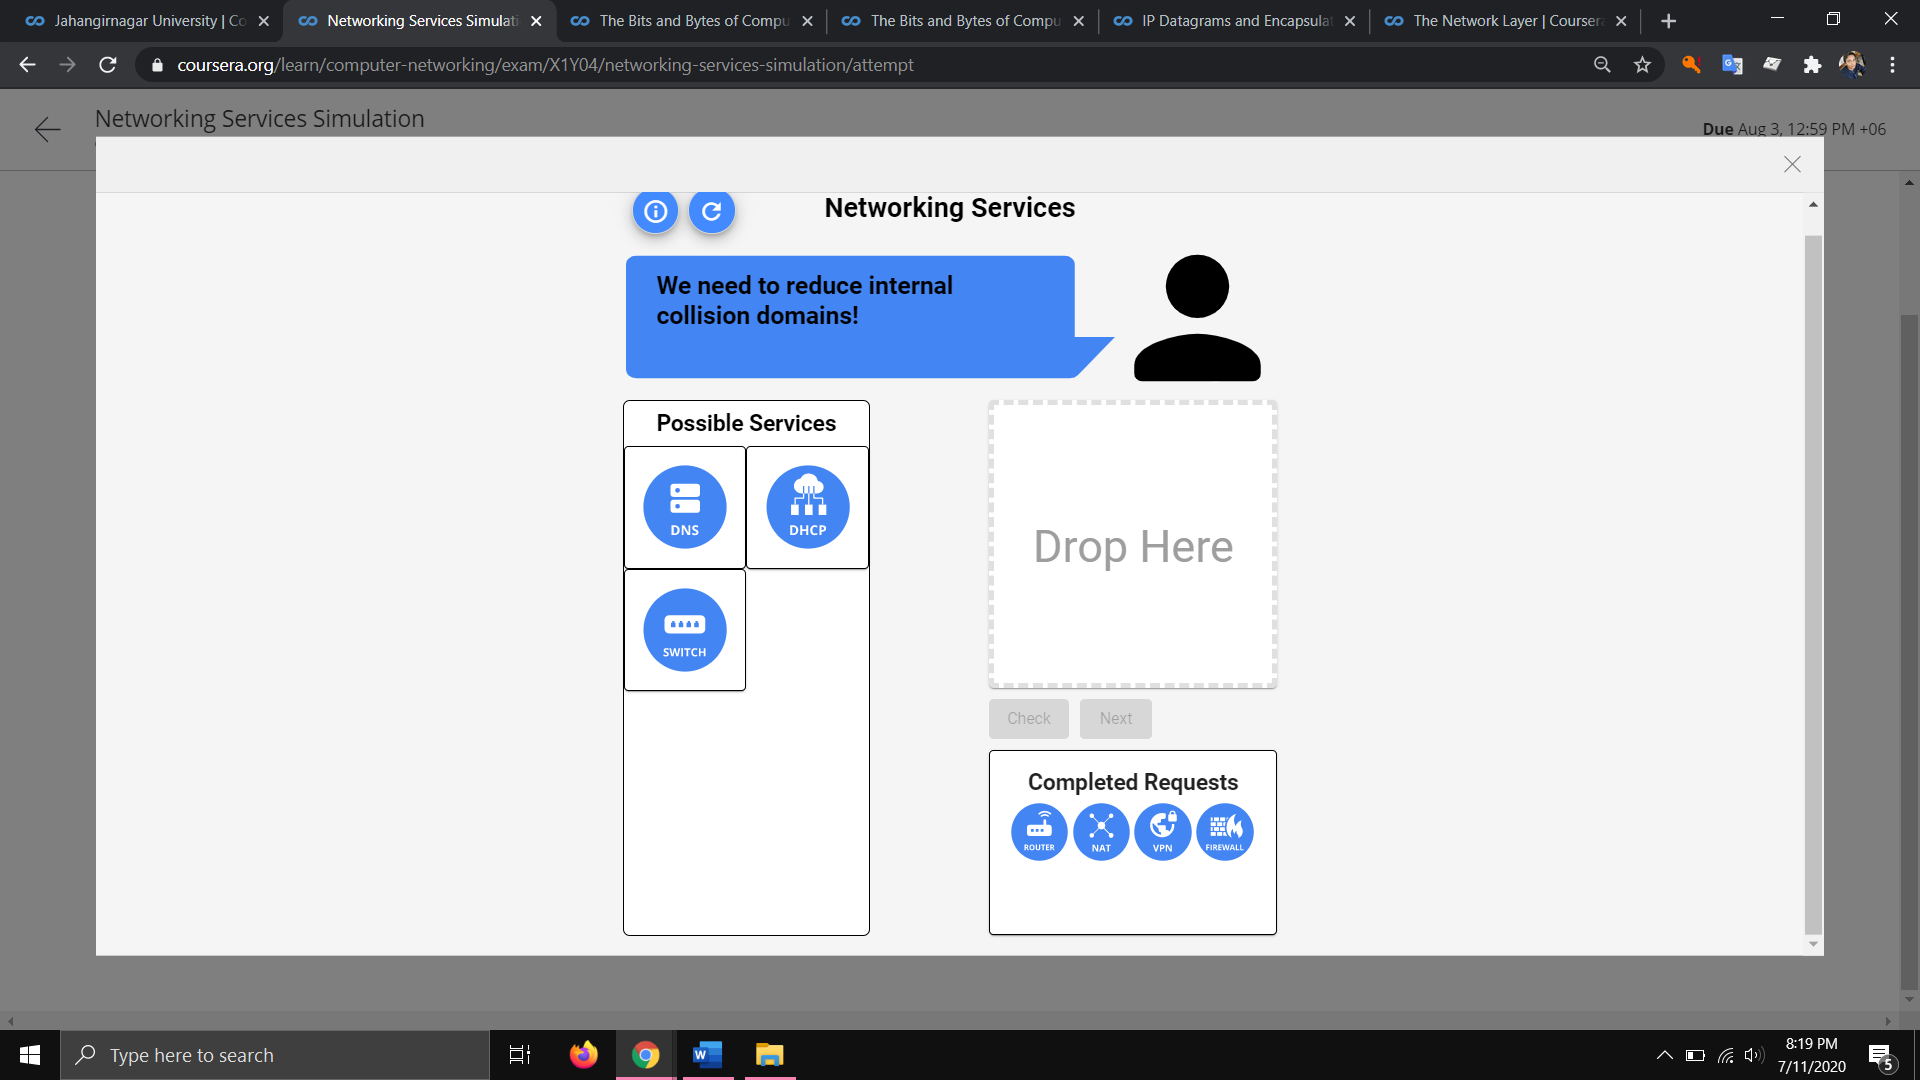 Jahangirnagar University | Co
Networking Services Simulati
The Bits and Bytes of Compu
The Bits and Bytes of Compu
IP Datagrams and Encapsulat
The Network Layer | Coursera
coursera.org/learn/computer-networking/exam/X1Y04/networking-services-simulation/attempt
Networking Services Simulation
Due Aug 3, 12:59 PM +06
Networking Services
We need to reduce internal
collision domains!
Possible Services
DNS
DHCP
SWITCH
Drop Here
Check
Next
Completed Requests
ROUTER
NAT
VPN
FIREWALL
Type here to search
8:19 PM
7/11/2020
5